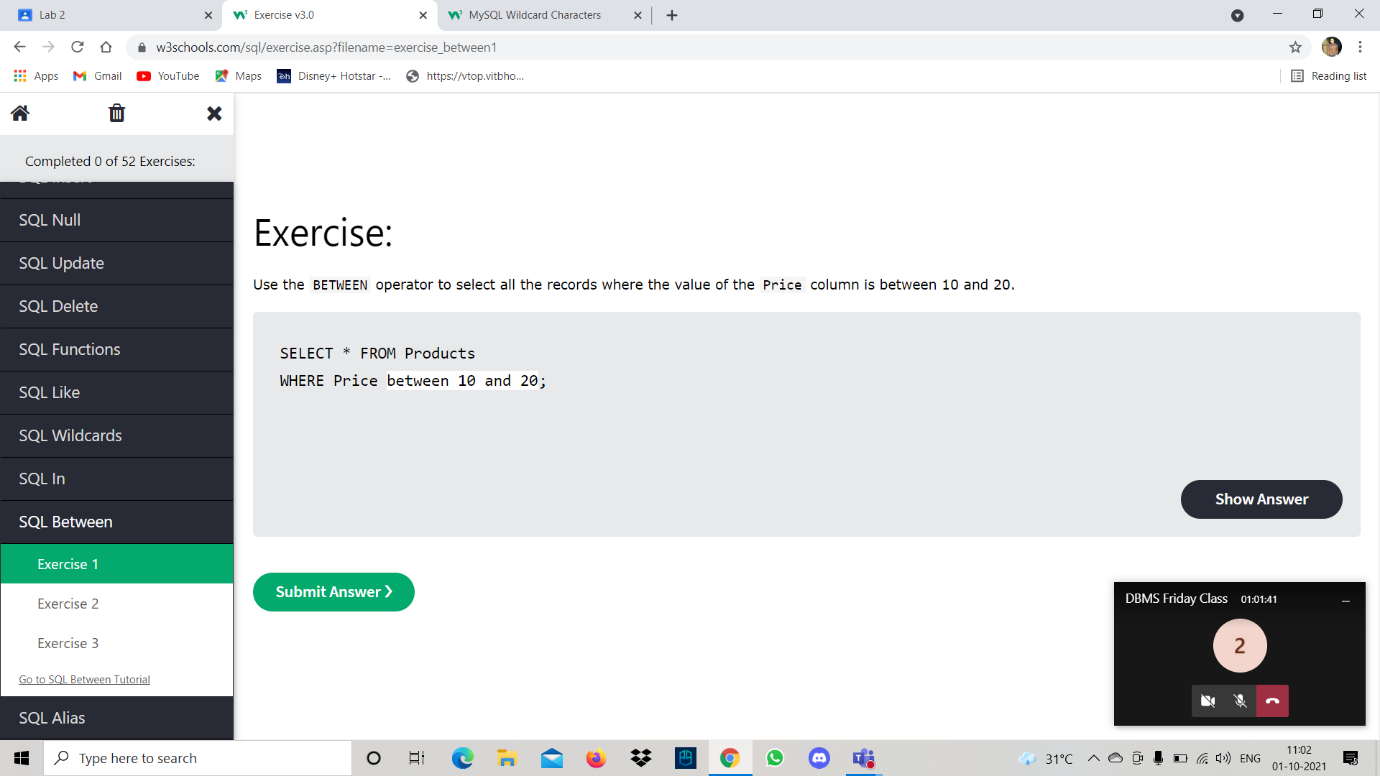 Lab 2
Exercise v3.0
MySQL Wildcard Characters
w3schools.com/sql/exercise.asp?filename=exercise_between1
Apps
Gmail
YouTube
Maps
Disney+ Hotstar -...
https://vtop.vitbho...
Reading list
Completed 0 of 52 Exercises:
SQL Null
SQL Update
SQL Delete
SQL Functions
SQL Like
SQL Wildcards
SQL In
SQL Between
Exercise 1
Exercise 2
Exercise 3
Go to SQL Between Tutorial
SQL Alias
Exercise:
Use the BETWEEN operator to select all the records where the value of the Price column is between 10 and 20.
SELECT * FROM Products
WHERE Price between 10 and 20;
Show Answer
Submit Answer ❯
DBMS Friday Class 01:01:41
2
Type here to search
31°C
ENG
11:02
01-10-2021